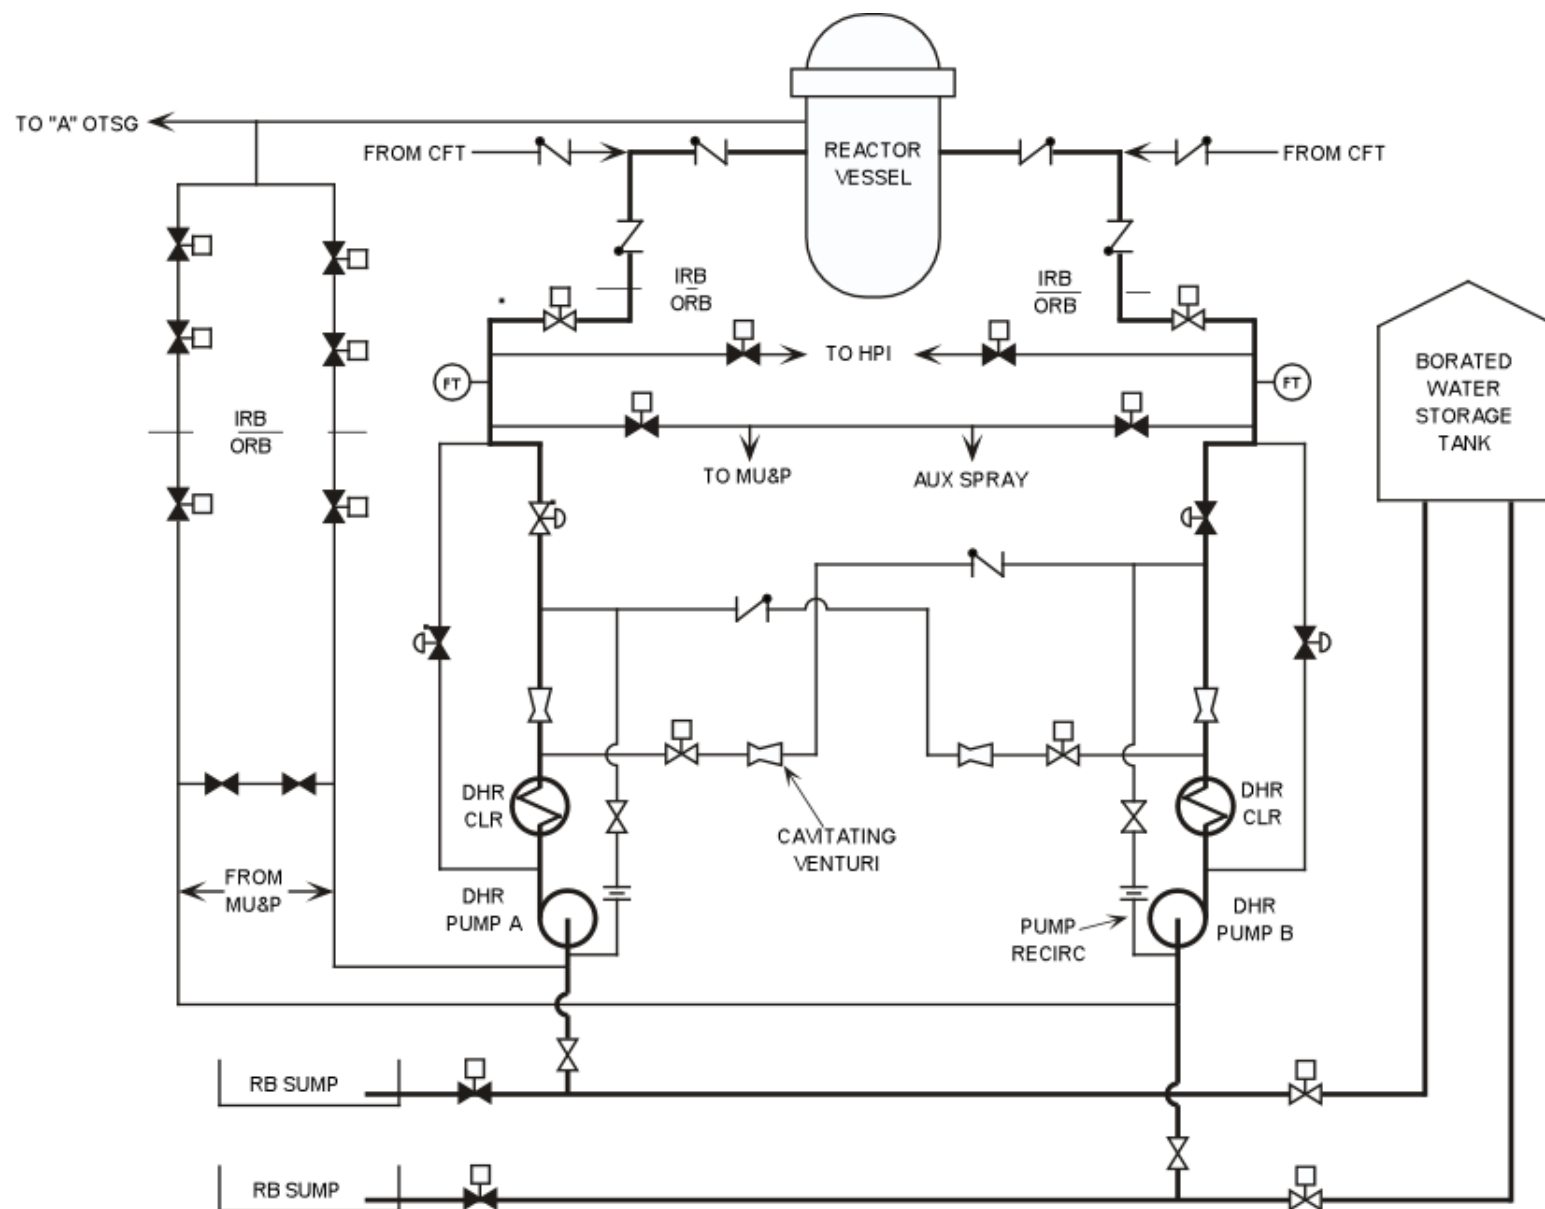 TO "A" OTSG
FROM CFT
REACTOR
VESSEL
FROM CFT
IRB
ORB
IRB
ORB
TO HPI
BORATED
WATER
STORAGE
TANK
FT
FT
IRB
ORB
TO MU&P
AUX SPRAY
DHR
CLR
DHR
CLR
CAVITATING
VENTURI
FROM
MU&P
DHR
PUMP A
PUMP
RECIRC
DHR
PUMP B
RB SUMP
RB SUMP